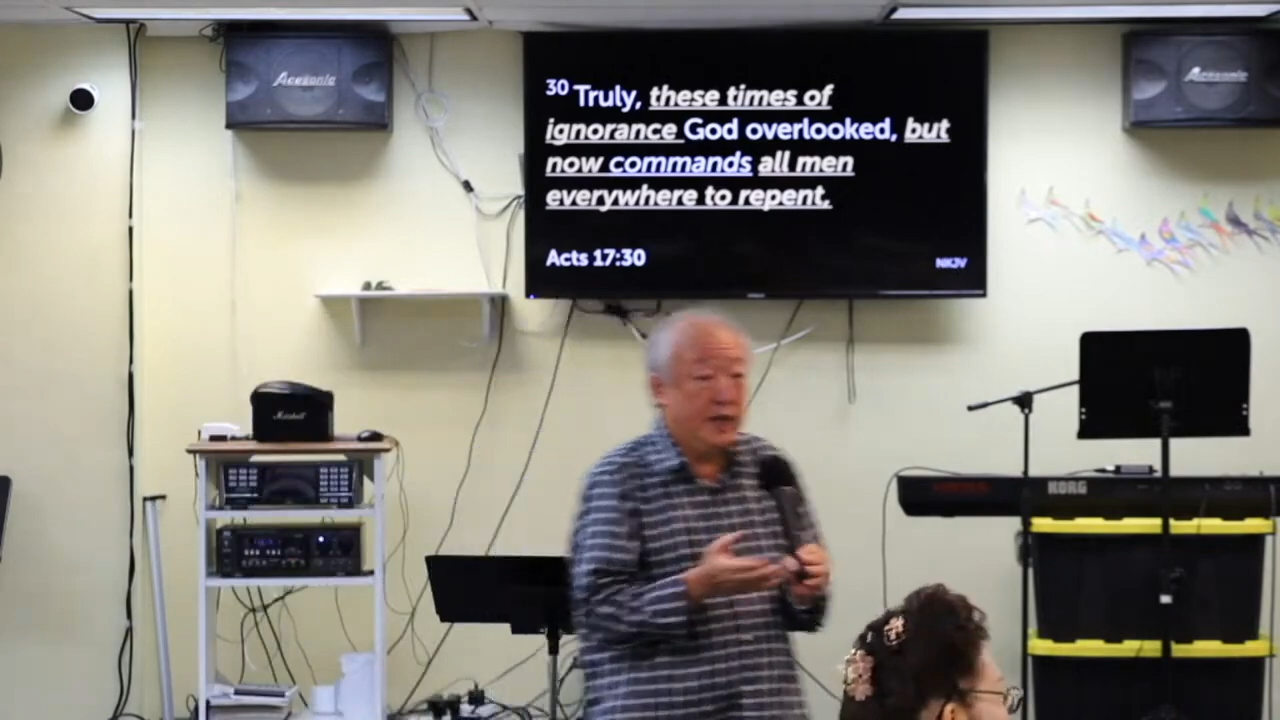 Acesonic
Acesonic
30 Truly, these times of
ignorance God overlooked, but
now commands all men
everywhere to repent,
Acts 17:30
NKJV
Marshall
KORG